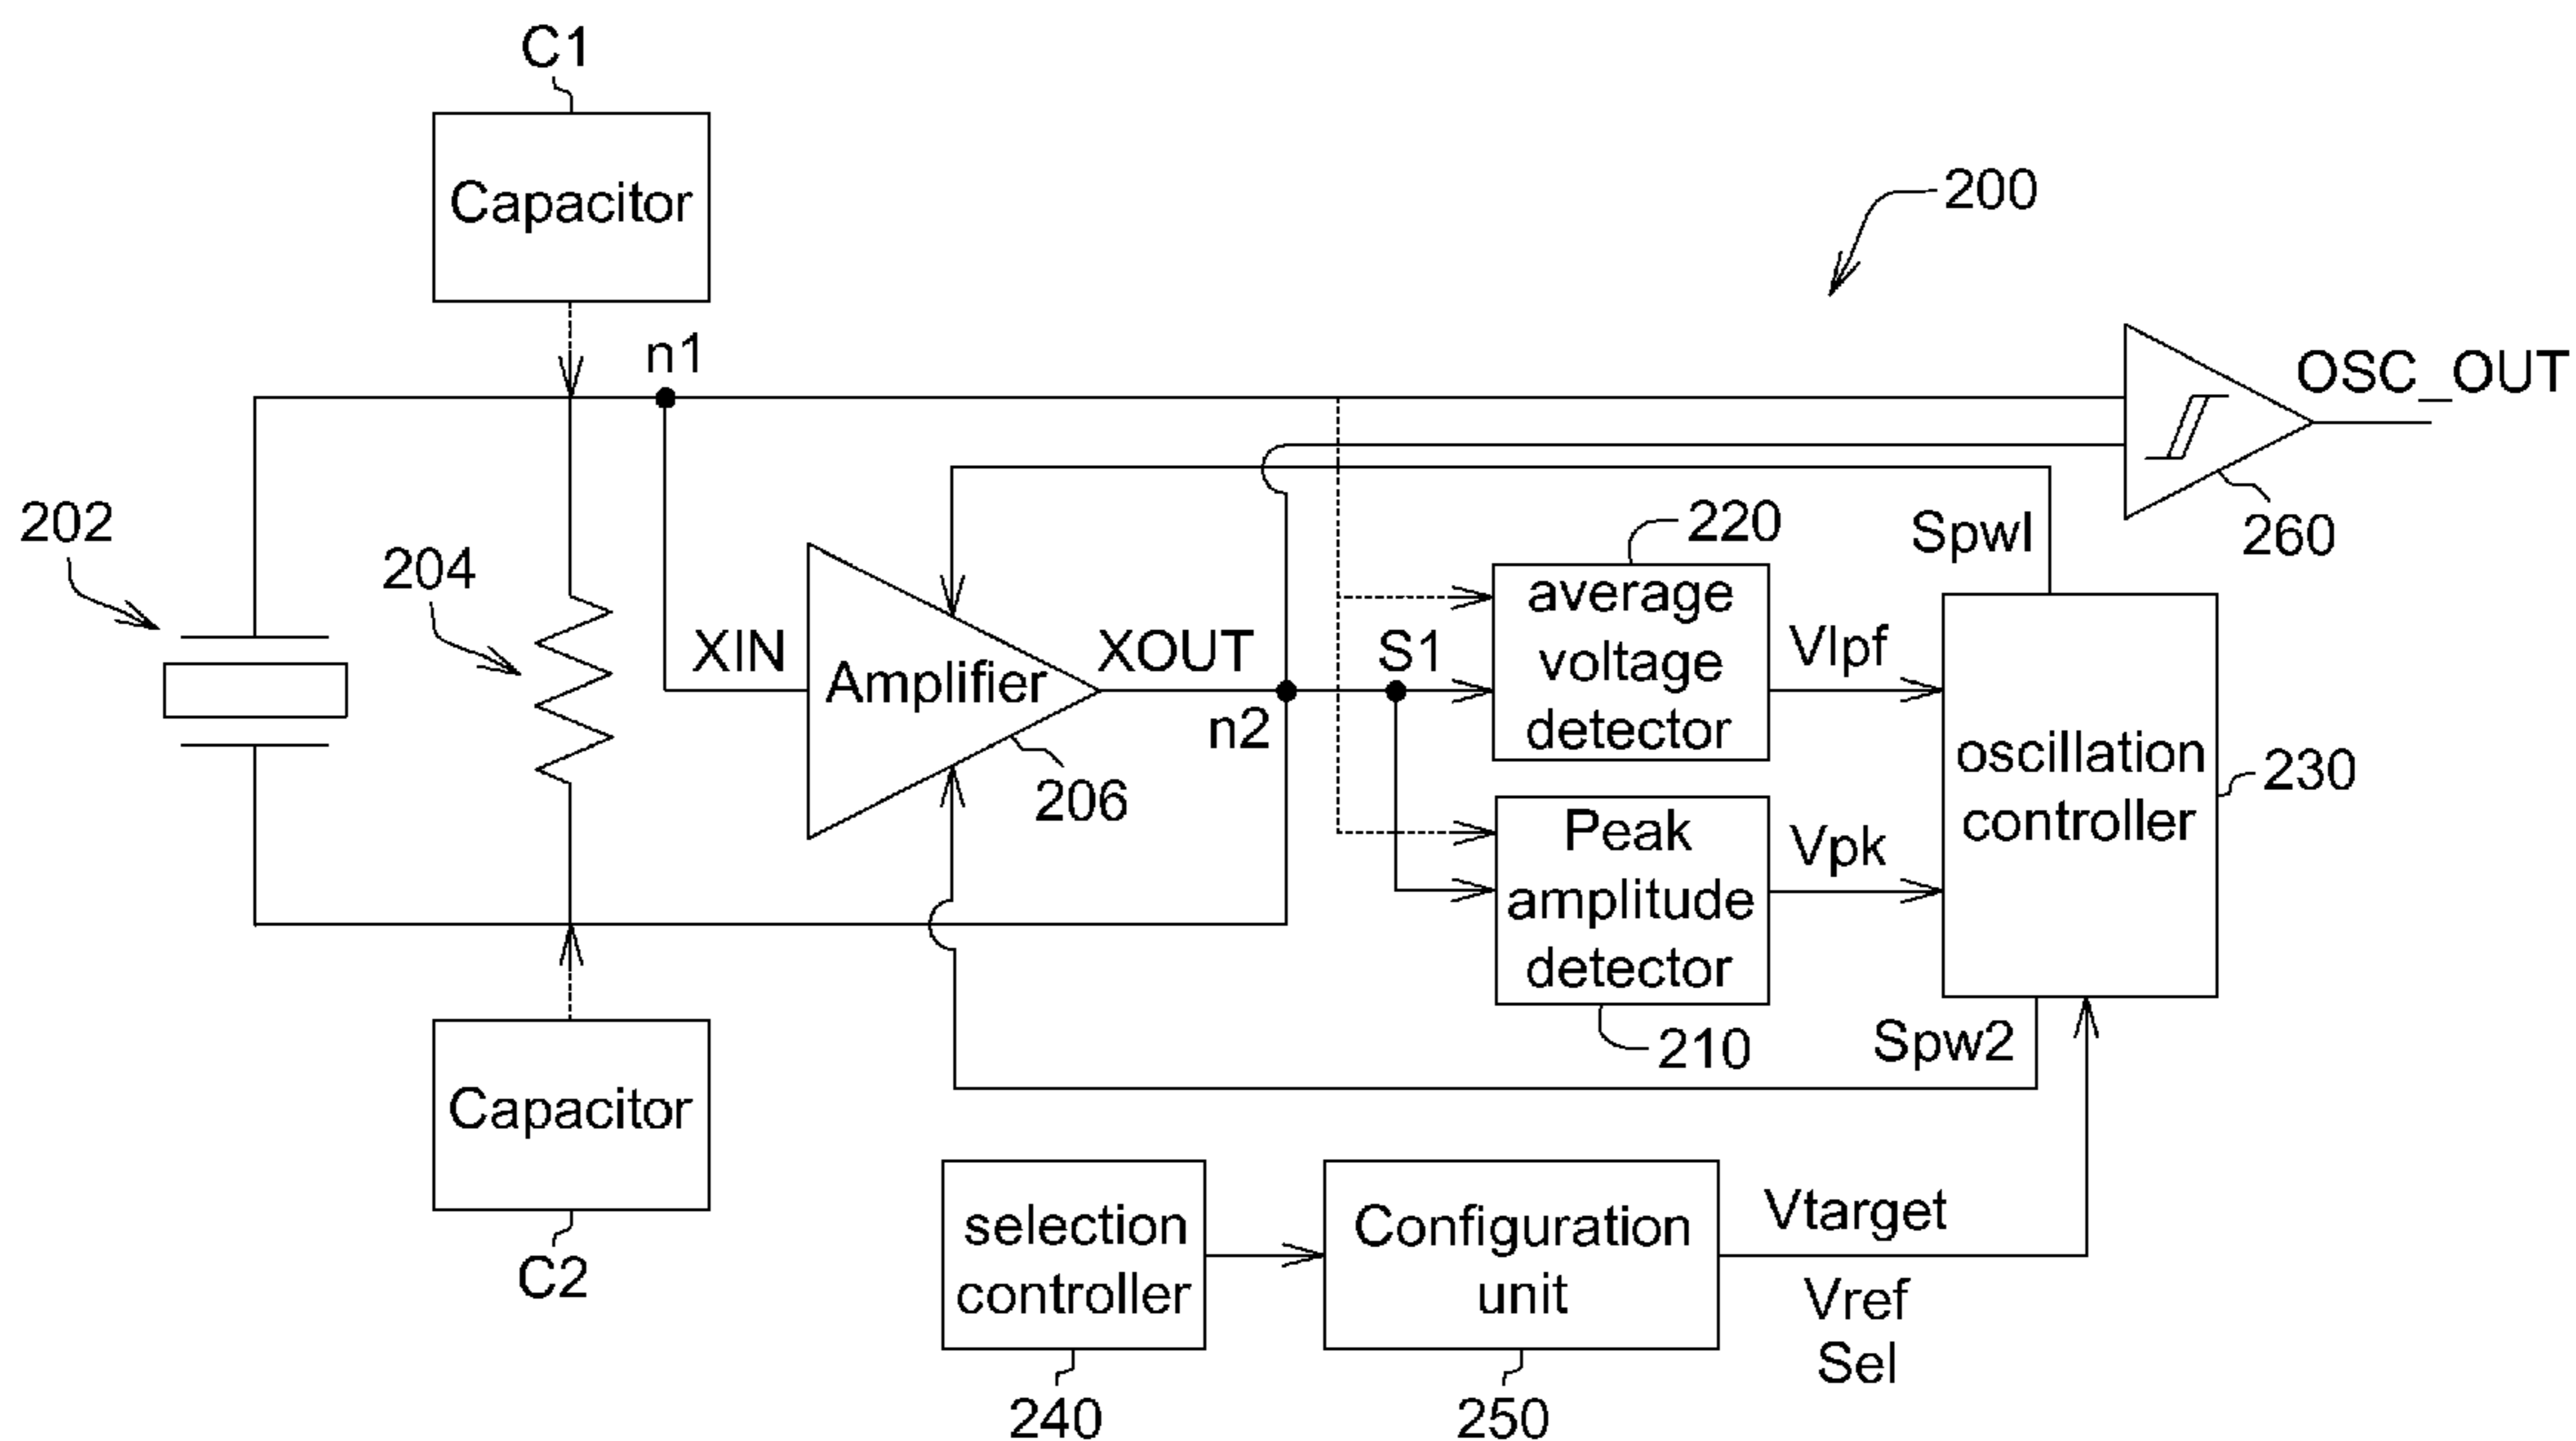 C1
Capacitor
200
n1
OSC_OUT
202
204
220
Spwl
260
average
voltage
detector
XIN
Amplifier
XOUT
S1
Vlpf
n2
206
oscillation
controller
230
Peak
amplitude
detector
Vpk
210
Spw2
Capacitor
C2
selection
controller
Configuration
unit
Vtarget
Vref
Sel
240
250